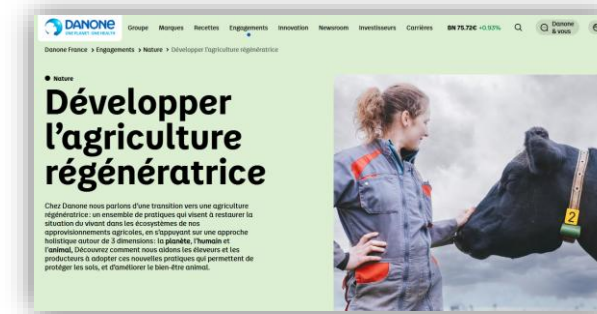 DANONE
ONE PLANET. ONE HEALTH
Groupe Marques Recettes Engagements Innovation Newsroom Investisseurs Carrières BN 75.72€ +0.93% Danone & vous
Danone France > Engagements > Nature > Développer l'agriculture régénératrice
Nature
Développer
l'agriculture
régénératrice
Chez Danone nous parlons d'une transition vers une agriculture
régénératrice : un ensemble de pratiques qui visent à restaurer la
situation du vivant dans les écosystèmes de nos
approvisionnements agricoles, en s'appuyant sur une approche
holistique autour de 3 dimensions : la planète, l'humain et
l'animal, Découvrez comment nous aidons les éleveurs et les
producteurs à adopter ces nouvelles pratiques qui permettent de
protéger les sols, et d'améliorer le bien-être animal.
2